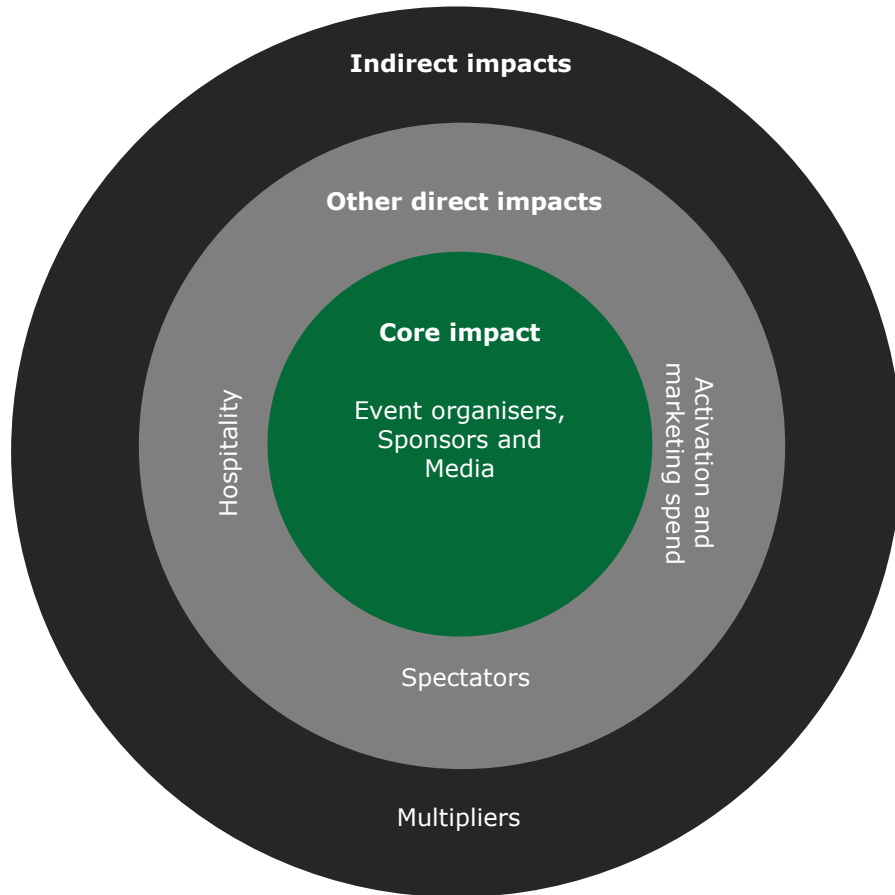 Indirect impacts
Other direct impacts
Core impact
Event organisers,
Sponsors and
Media
Hospitality
Activation and
marketing spend
Spectators
Multipliers